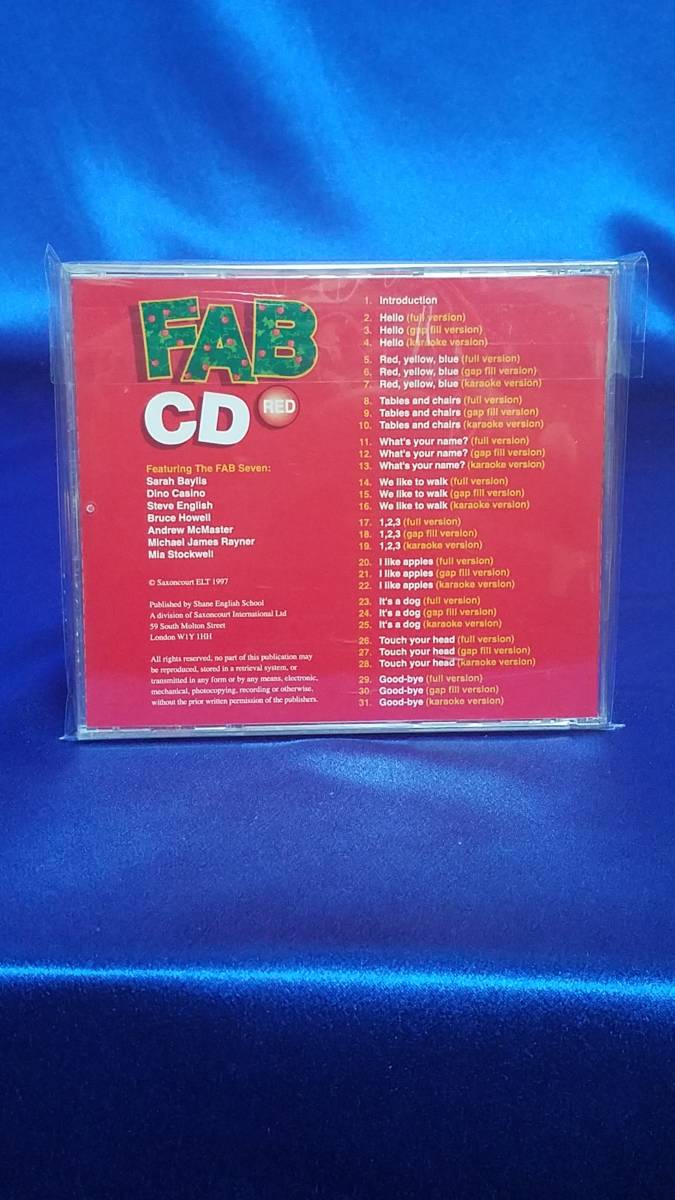 FAB
CD RED
Featuring The FAB Seven:
Sarah Baylis
Dino Casino
Steve English
Bruce Howell
Andrew McMaster
Michael James Rayner
Mia Stockwell
© Saxoncourt ELT 1997
Published by Shane English School
A division of Saxoncourt International Ltd
59 South Molton Street
London W1Y 1HH
All rights reserved; no part of this publication may
be reproduced, stored in a retrieval system, or
transmitted in any form or by any means, electronic,
mechanical, photocopying, recording or otherwise,
without the prior written permission of the publishers.
1. Introduction
2. Hello (full version)
3. Hello (gap fill version)
4. Hello (karaoke version)
5. Red, yellow, blue (full version)
6. Red, yellow, blue (gap fill version)
7. Red, yellow, blue (karaoke version)
8. Tables and chairs (full version)
9. Tables and chairs (gap fill version)
10. Tables and chairs (karaoke version)
11. What's your name? (full version)
12. What's your name? (gap fill version)
13. What's your name? (karaoke version)
14. We like to walk (full version)
15. We like to walk (gap fill version)
16. We like to walk (karaoke version)
17. 1,2,3 (full version)
18. 1,2,3 (gap fill version)
19. 1,2,3 (karaoke version)
20. I like apples (full version)
21. I like apples (gap fill version)
22. I like apples (karaoke version)
23. It's a dog (full version)
24. It's a dog (gap fill version)
25. It's a dog (karaoke version)
26. Touch your head (full version)
27. Touch your head (gap fill version)
28. Touch your head (karaoke version)
29. Good-bye (full version)
30. Good-bye (gap fill version)
31. Good-bye (karaoke version)